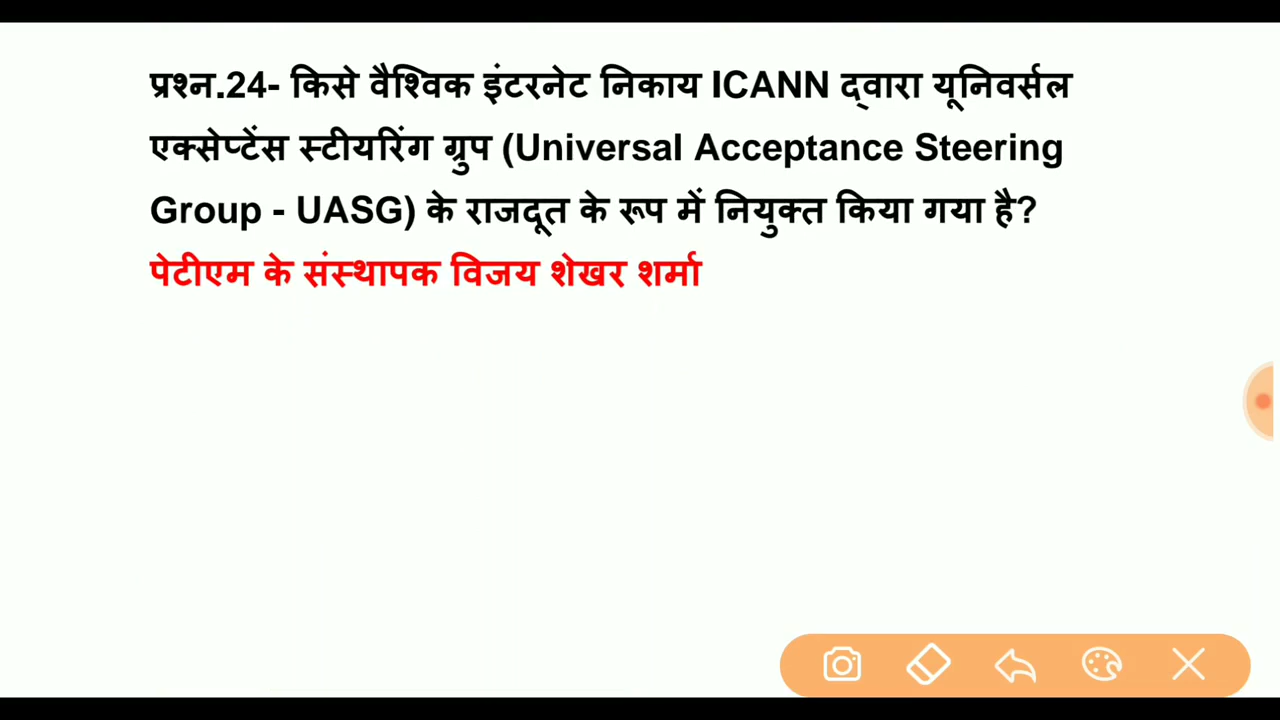 प्रश्न.24- किसे वैश्विक इंटरनेट निकाय ICANN द्वारा यूनिवर्सल
एक्सेप्टेंस स्टीयरिंग ग्रुप (Universal Acceptance Steering
Group - UASG) के राजदूत के रूप में नियुक्त किया गया है?
पेटीएम के संस्थापक विजय शेखर शर्मा